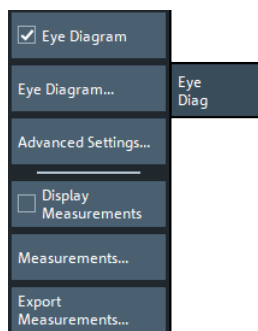 Eye Diagram
Eye Diagram...
Eye
Diag
Advanced Settings...
Display
Measurements
Measurements...
Export
Measurements...